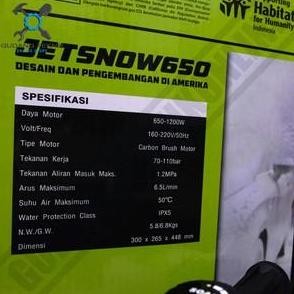 Habitat
for Humanity
Indonesia
JETSNOW650
DESAIN DAN PENGEMBANGAN DI AMERIKA
SPESIFIKASI
Daya Motor 650-1200W
Volt/Freq 160-220V/50Hz
Tipe Motor Carbon Brush Motor
Tekanan Kerja 70-110bar
Tekanan Aliran Masuk Maks. 1.2MPa
Arus Maksimum 6.5L/min
Suhu Air Maksimum 50°C
Water Protection Class IPX5
N.W./G.W. 5.8/6.8Kgs
Dimensi 300 x 265 x 448 mm